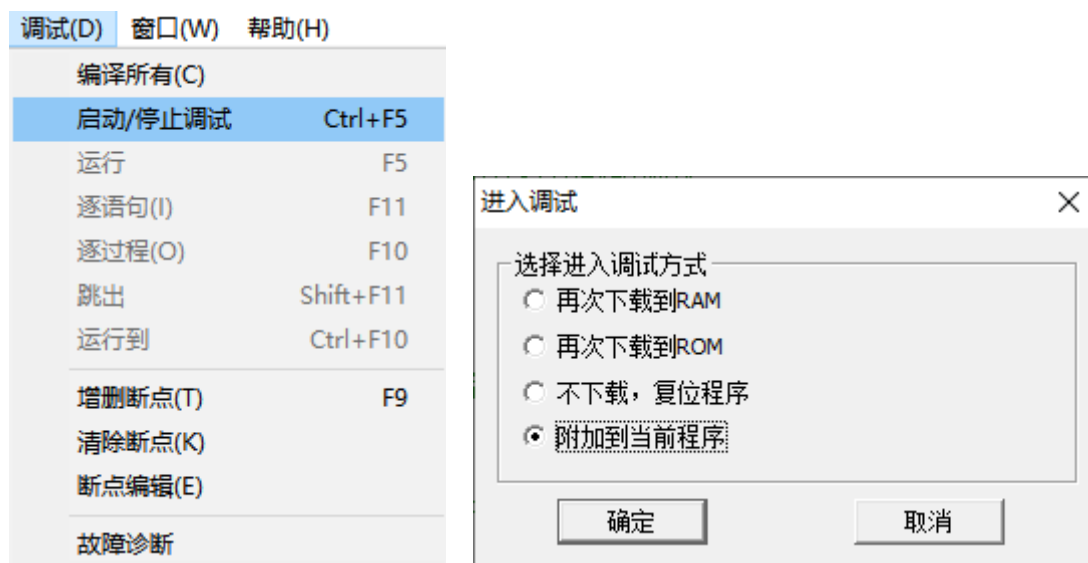 调试(D) 窗口(W) 帮助(H)
编译所有(C)
启动/停止调试 Ctrl+F5
运行 F5
逐语句(I) F11
逐过程(O) F10
跳出 Shift+F11
运行到 Ctrl+F10
增删断点(T) F9
清除断点(K)
断点编辑(E)
故障诊断
进入调试
选择进入调试方式
再次下载到RAM
再次下载到ROM
不下载，复位程序
附加到当前程序
确定 取消